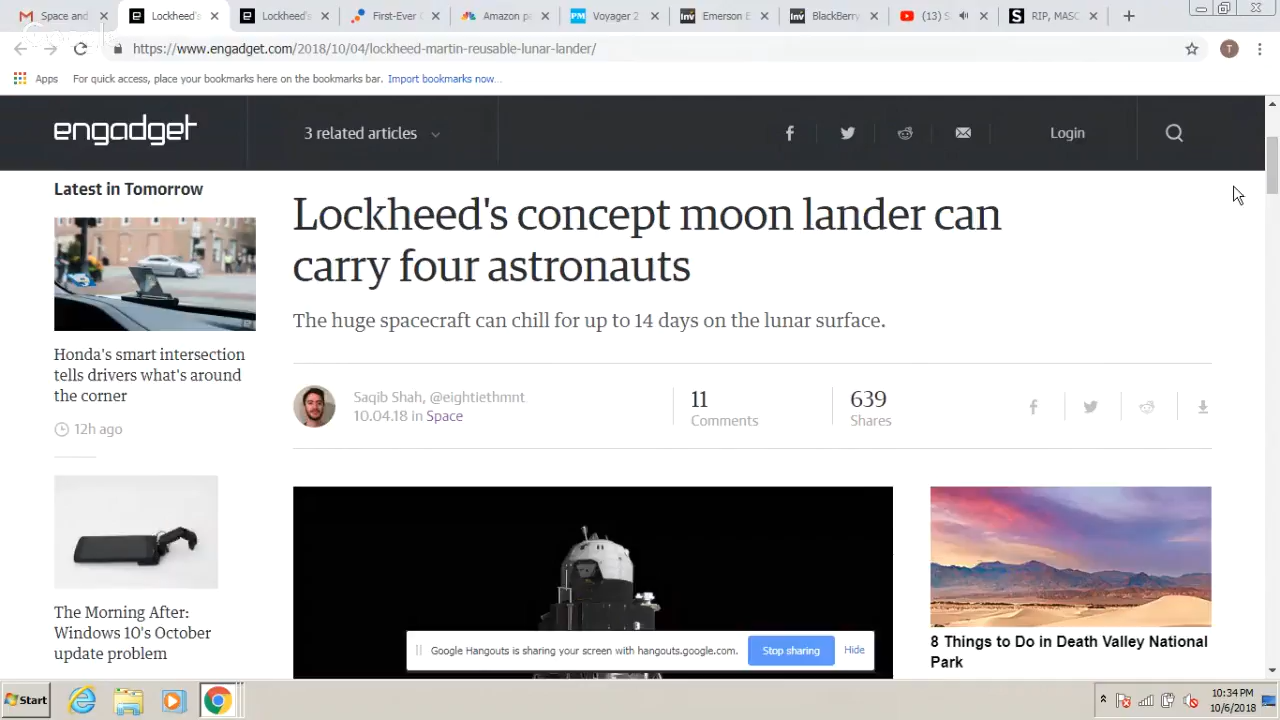 Space and
Lockheed's
Lockheed'
First-Ever
Amazon pa
Voyager 2
Emerson F
BlackBerry
(13) S
RIP, MASC
https://www.engadget.com/2018/10/04/lockheed-martin-reusable-lunar-lander/
T
Apps
For quick access, place your bookmarks here on the bookmarks bar. Import bookmarks now...
engadget
3 related articles
Login
Latest in Tomorrow
Honda's smart intersection
tells drivers what's around
the corner
12h ago
The Morning After:
Windows 10's October
update problem
Lockheed's concept moon lander can
carry four astronauts
The huge spacecraft can chill for up to 14 days on the lunar surface.
Saqib Shah, @eightiethmnt
10.04.18 in Space
11
Comments
639
Shares
8 Things to Do in Death Valley National
Park
Google Hangouts is sharing your screen with hangouts.google.com.
Stop sharing
Hide
Start
10:34 PM
10/6/2018